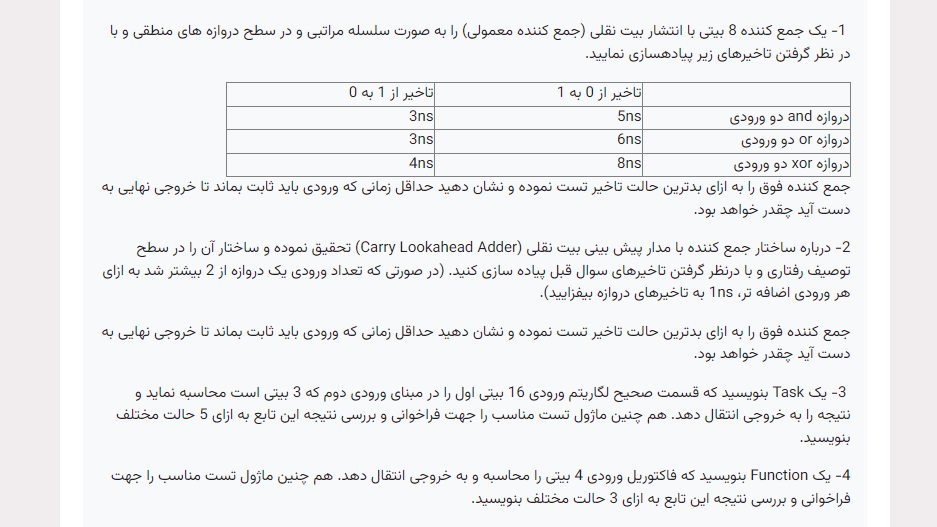 1- یک جمع کننده 8 بیتی با انتشار بیت نقلی (جمع کننده معمولی) را به صورت سلسله مراتبی و در سطح دروازه های منطقی و با
در نظر گرفتن تاخیرهای زیر پیادهسازی نمایید.
تاخیر از 0 به 1 تاخیر از 1 به 0
دروازه and دو ورودی 5ns 3ns
دروازه or دو ورودی 6ns 3ns
دروازه xor دو ورودی 8ns 4ns
جمع کننده فوق را به ازای بدترین حالت تاخیر تست نموده و نشان دهید حداقل زمانی که ورودی باید ثابت بماند تا خروجی نهایی به
دست آید چقدر خواهد بود.
2- درباره ساختار جمع کننده با مدار پیش بینی بیت نقلی (Carry Lookahead Adder) تحقیق نموده و ساختار آن را در سطح
توصیف رفتاری و با درنظر گرفتن تاخیرهای سوال قبل پیاده سازی کنید. (در صورتی که تعداد ورودی یک دروازه از 2 بیشتر شد به ازای
هر ورودی اضافه تر، 1ns به تاخیرهای دروازه بیفزایید).
جمع کننده فوق را به ازای بدترین حالت تاخیر تست نموده و نشان دهید حداقل زمانی که ورودی باید ثابت بماند تا خروجی نهایی به
دست آید چقدر خواهد بود.
3- یک Task بنویسید که قسمت صحیح لگاریتم ورودی 16 بیتی اول را در مبنای ورودی دوم که 3 بیتی است محاسبه نماید و
نتیجه را به خروجی انتقال دهد. هم چنین ماژول تست مناسب را جهت فراخوانی و بررسی نتیجه این تابع به ازای 5 حالت مختلف
بنویسید.
4- یک Function بنویسید که فاکتوریل ورودی 4 بیتی را محاسبه و به خروجی انتقال دهد. هم چنین ماژول تست مناسب را جهت
فراخوانی و بررسی نتیجه این تابع به ازای 3 حالت مختلف بنویسید.